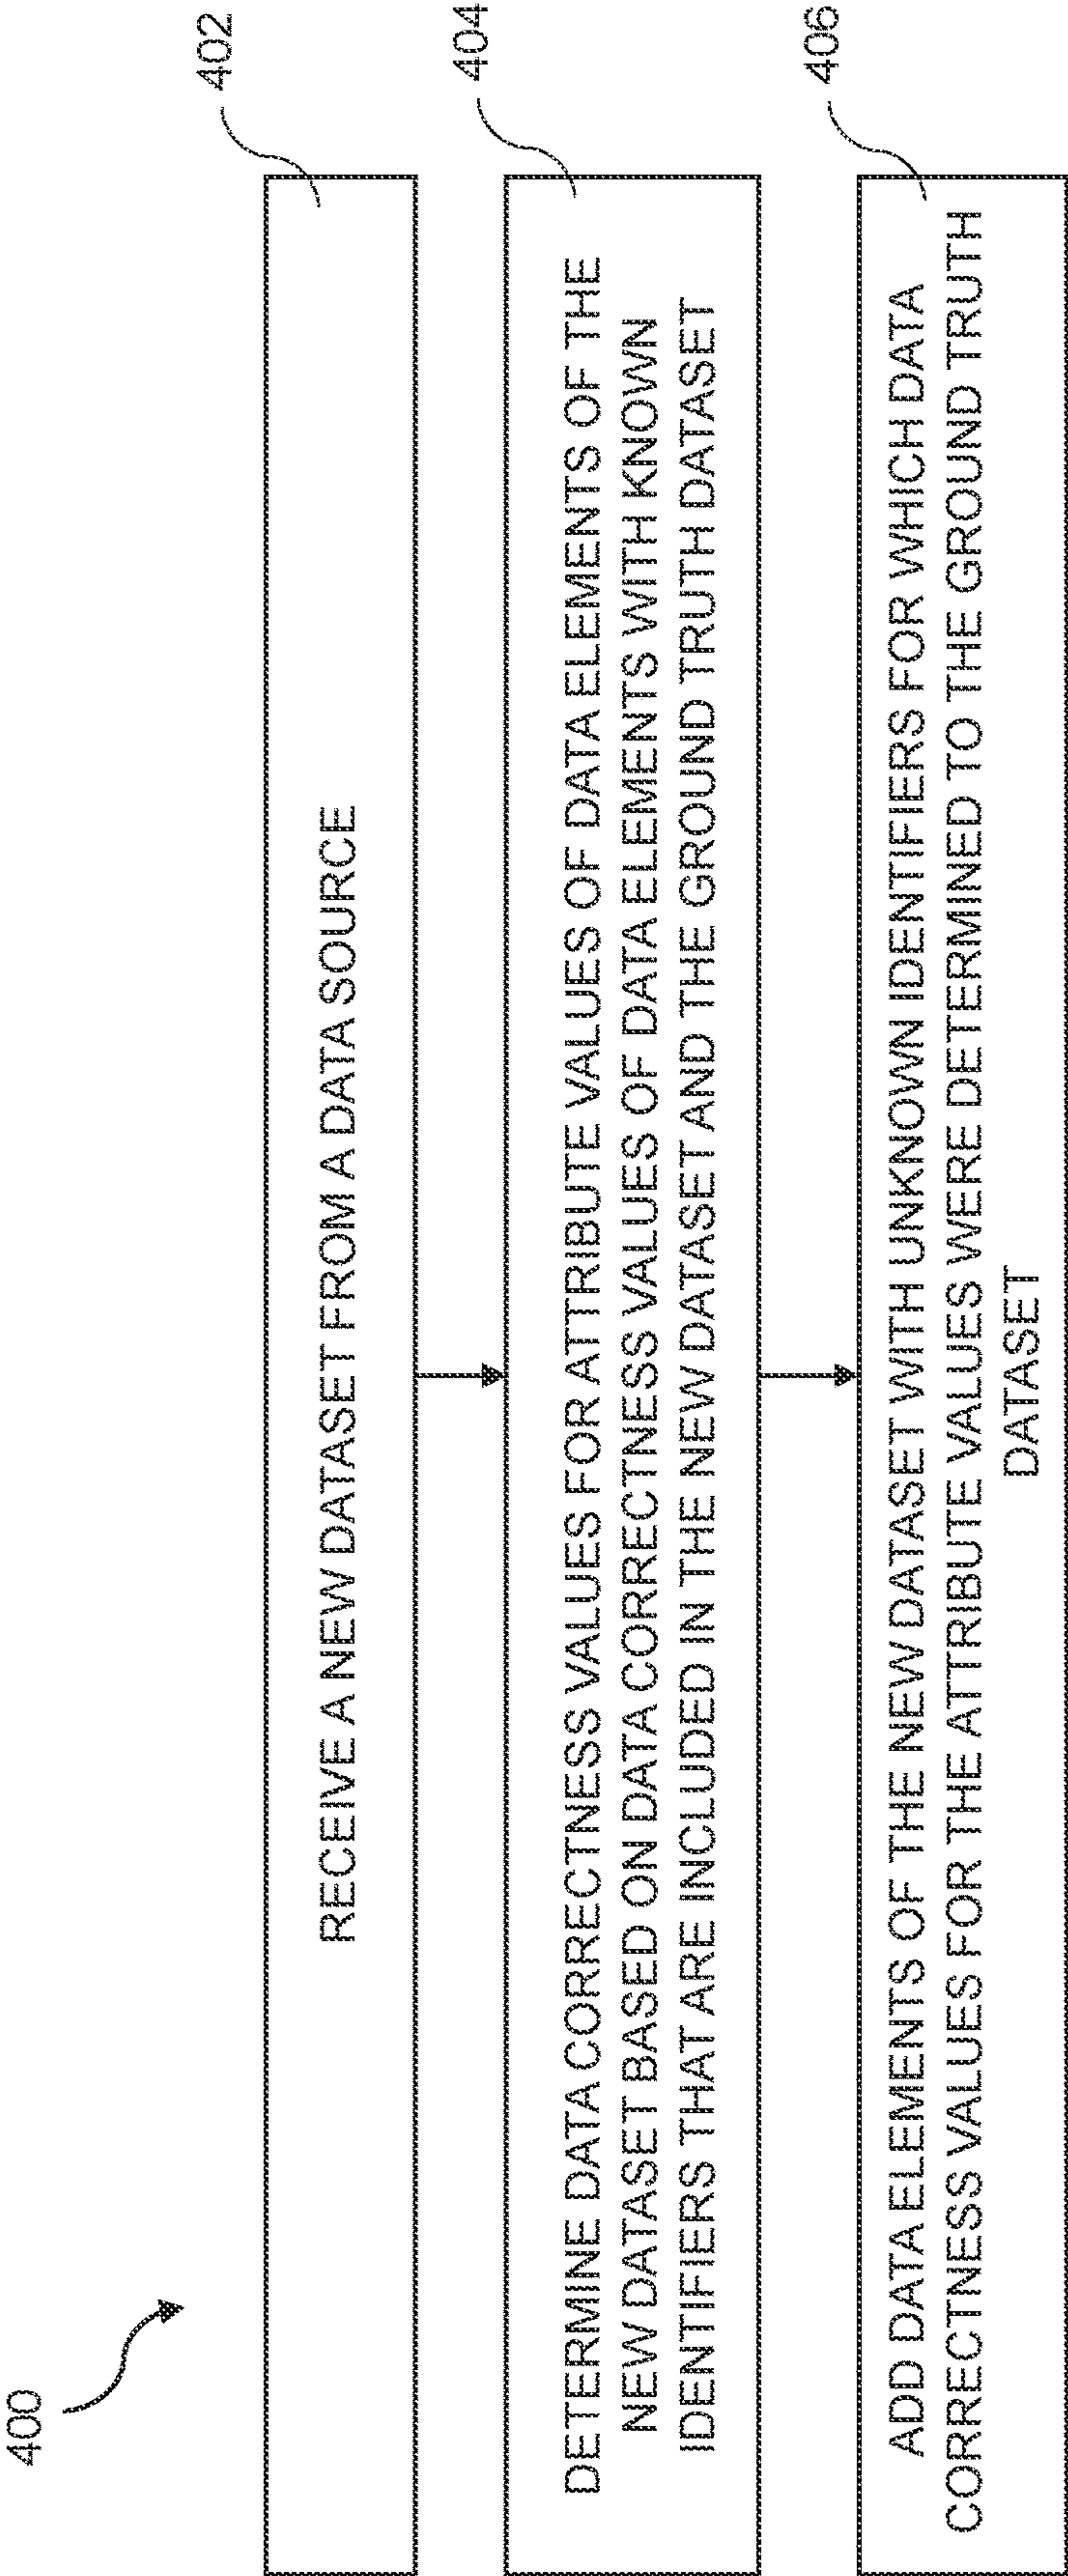 400
402
RECEIVE A NEW DATASET FROM A DATA SOURCE
404
DETERMINE DATA CORRECTNESS VALUES FOR ATTRIBUTE VALUES OF DATA ELEMENTS OF THE
NEW DATASET BASED ON DATA CORRECTNESS VALUES OF DATA ELEMENTS WITH KNOWN
IDENTIFIERS THAT ARE INCLUDED IN THE NEW DATASET AND THE GROUND TRUTH DATASET
406
ADD DATA ELEMENTS OF THE NEW DATASET WITH UNKNOWN IDENTIFIERS FOR WHICH DATA
CORRECTNESS VALUES FOR THE ATTRIBUTE VALUES WERE DETERMINED TO THE GROUND TRUTH
DATASET